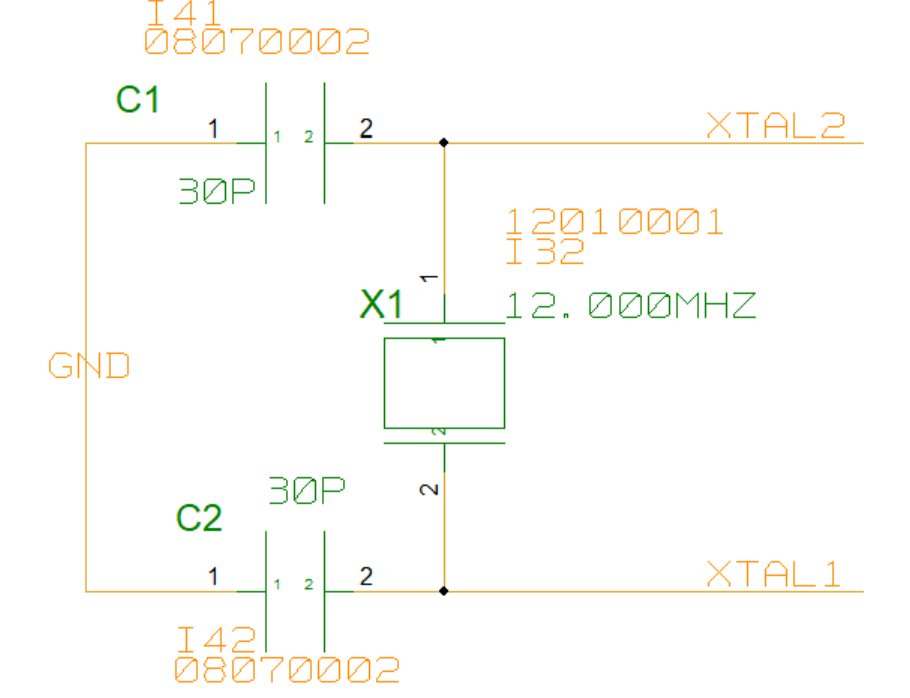 I41
08070002
C1
1
1
2
2
XTAL2
30P
12010001
I32
1
X1
12.000MHZ
1
GND
2
30P
2
C2
1
1
2
2
XTAL1
I42
08070002